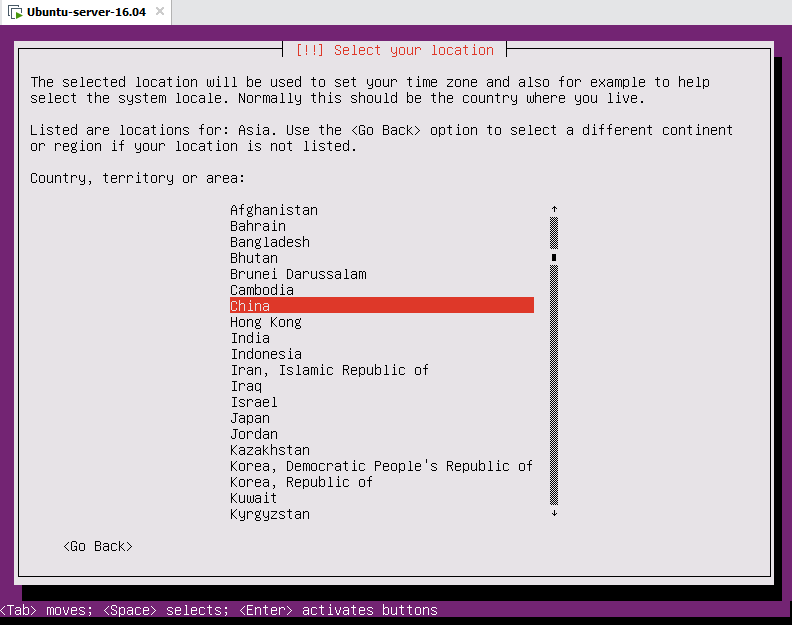 Ubuntu-server-16.04
[!!] Select your location
The selected location will be used to set your time zone and also for example to help
select the system locale. Normally this should be the country where you live.
Listed are locations for: Asia. Use the <Go Back> option to select a different continent
or region if your location is not listed.
Country, territory or area:
Afghanistan
Bahrain
Bangladesh
Bhutan
Brunei Darussalam
Cambodia
China
Hong Kong
India
Indonesia
Iran, Islamic Republic of
Iraq
Israel
Japan
Jordan
Kazakhstan
Korea, Democratic People's Republic of
Korea, Republic of
Kuwait
Kyrgyzstan
<Go Back>
<Tab> moves; <Space> selects; <Enter> activates buttons